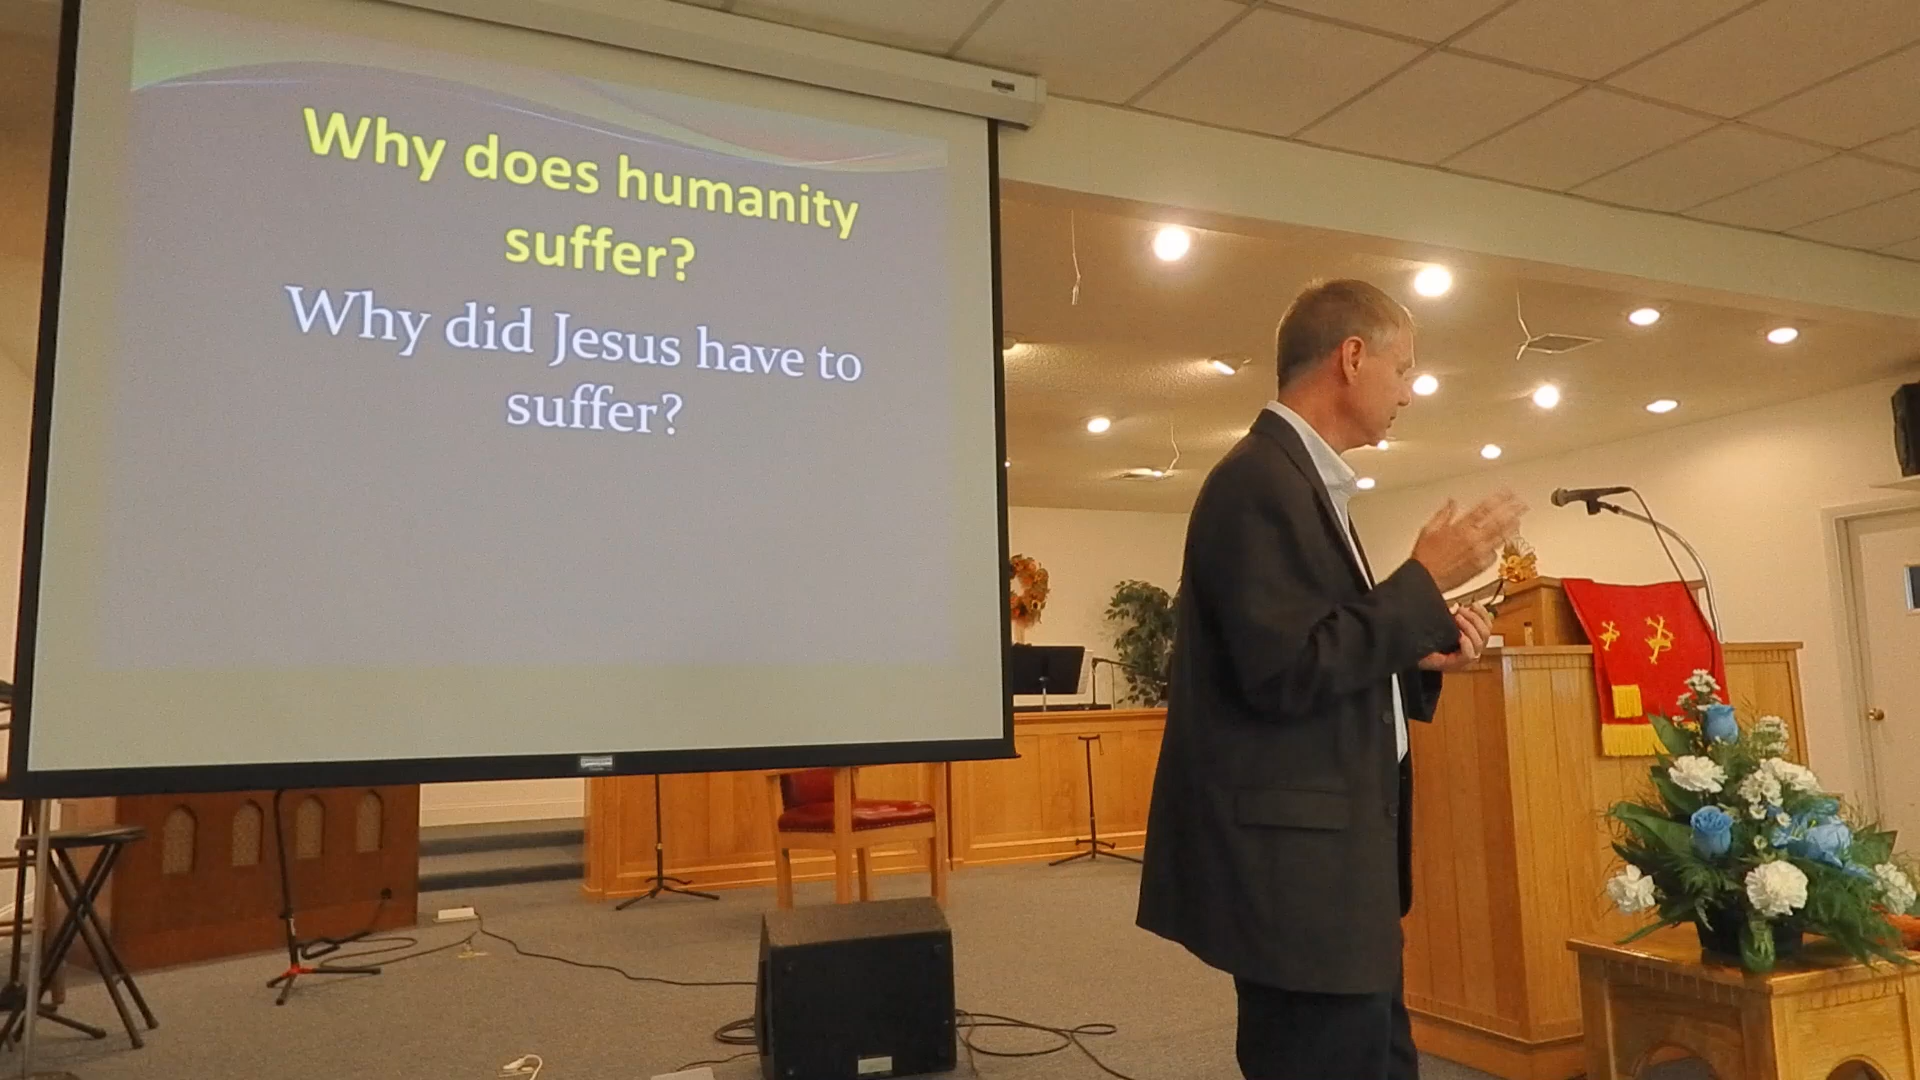 Why does humanity
suffer?
Why did Jesus have to
suffer?